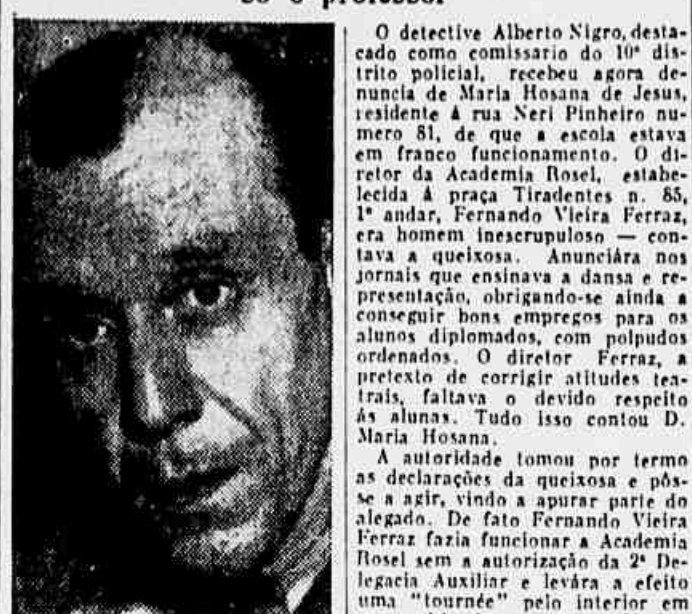 se o professor
O detective Alberto Nigro, desta-
cado como comissario do 10º dis-
trito policial, recebeu agora de-
nuncia de Maria Hosana de Jesus,
residente á rua Neri Pinheiro nu-
mero 81, de que a escola estava
em franco funcionamento. O di-
retor da Academia Rosel, estabe-
lecida á praça Tiradentes n. 85,
1º andar, Fernando Vieira Ferraz,
era homem inescrupuloso — con-
tava a queixosa. Anunciára nos
jornais que ensinava a dansa e re-
presentação, obrigando-se ainda a
conseguir bons empregos para os
alunos diplomados, com polpudos
ordenados. O diretor Ferraz, a
pretexto de corrigir atitudes tea-
trais, faltava o devido respeito
ás alunas. Tudo isso contou D.
Maria Hosana.
A autoridade tomou por termo
as declarações da queixosa e pôs-
se a agir, vindo a apurar parte do
alegado. De fato Fernando Vieira
Ferraz fazia funcionar a Academia
Rosel sem a autorização da 2ª De-
legacia Auxiliar e levára a efeito
uma "tournée" pelo interior em